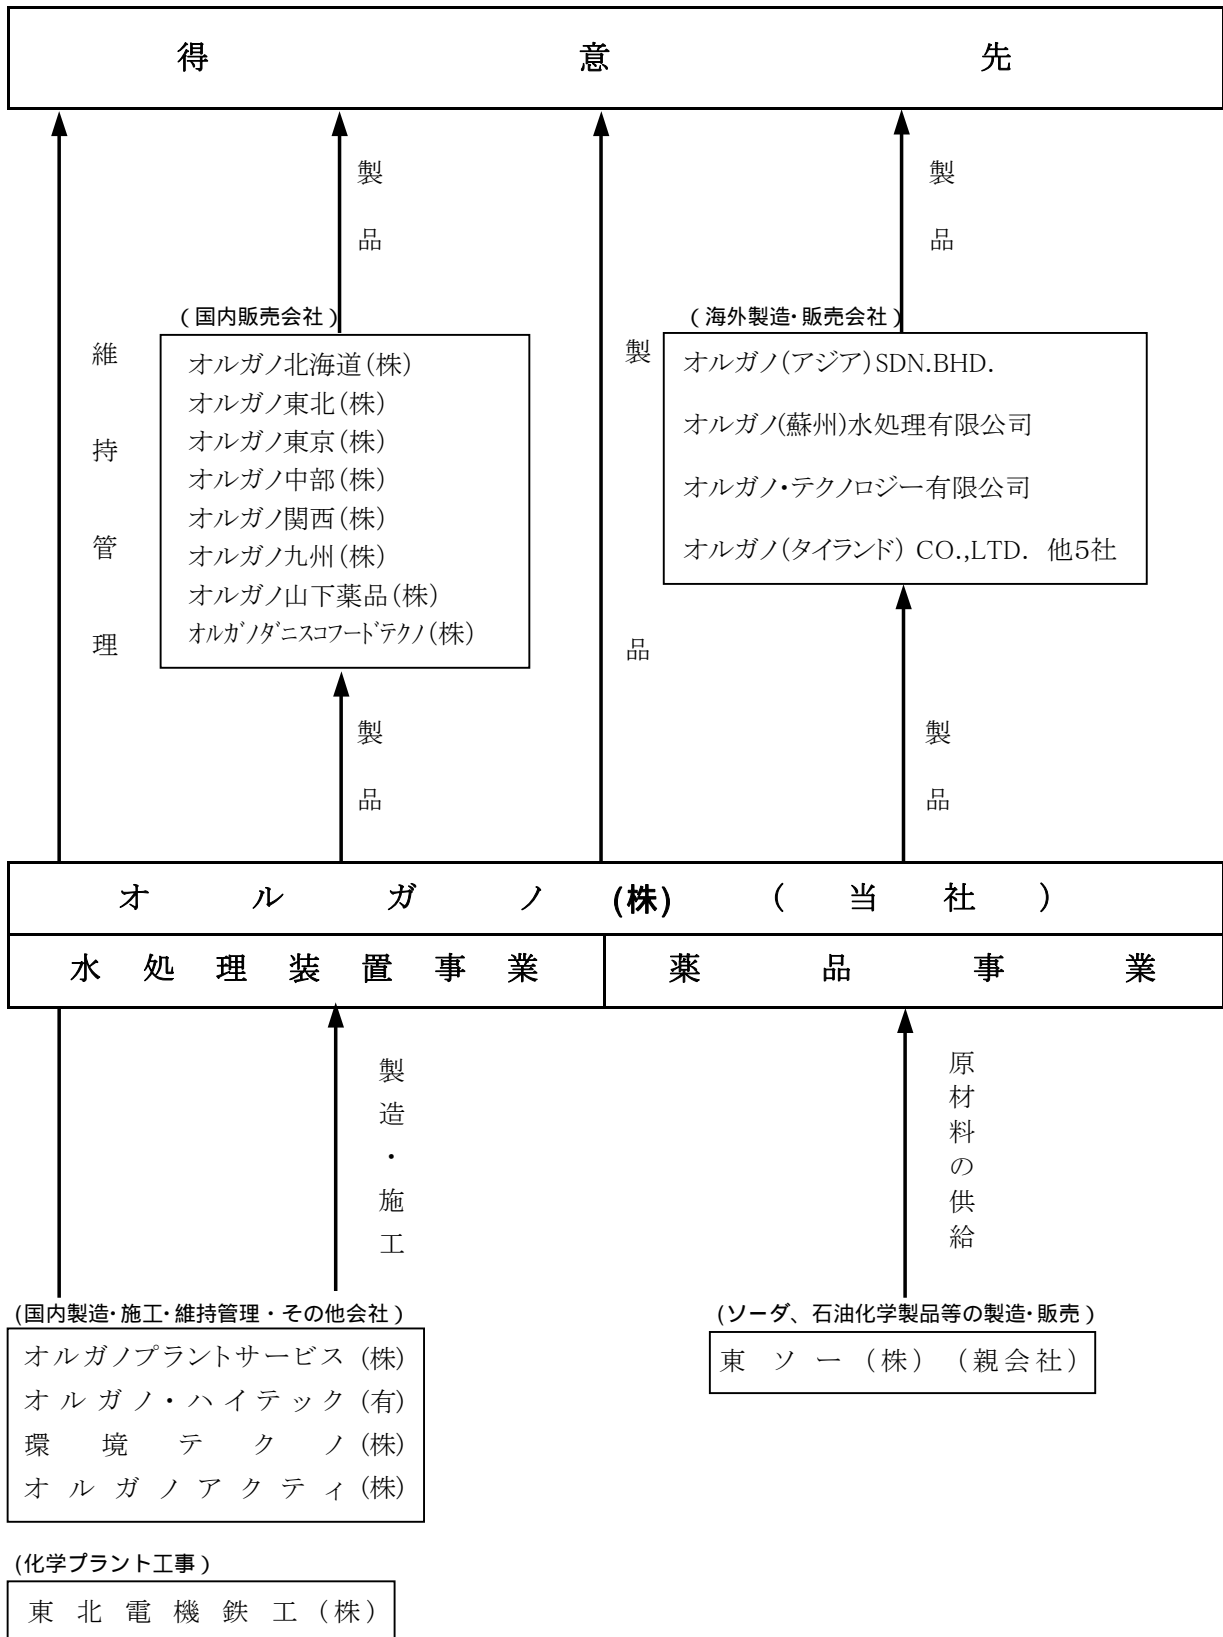 得意先
製品
製品
(国内販売会社)
(海外製造・販売会社)
維持管理
オルガノ北海道(株)
オルガノ東北(株)
オルガノ東京(株)
オルガノ中部(株)
オルガノ関西(株)
オルガノ九州(株)
オルガノ山下薬品(株)
オルガノダニスコフードテクノ(株)
製品
オルガノ(アジア)SDN.BHD.
オルガノ(蘇州)水処理有限公司
オルガノ・テクノロジー有限公司
オルガノ(タイランド) CO.,LTD. 他5社
製品
製品
オルガノ(株)(当社)
水処理装置事業
薬品事業
製造・施工
原材料の供給
(国内製造・施工・維持管理・その他会社)
オルガノプラントサービス(株)
オルガノ・ハイテック(有)
環境テクノ(株)
オルガノアクティ(株)
(ソーダ、石油化学製品等の製造・販売)
東ソー(株)(親会社)
(化学プラント工事)
東北電機鉄工(株)